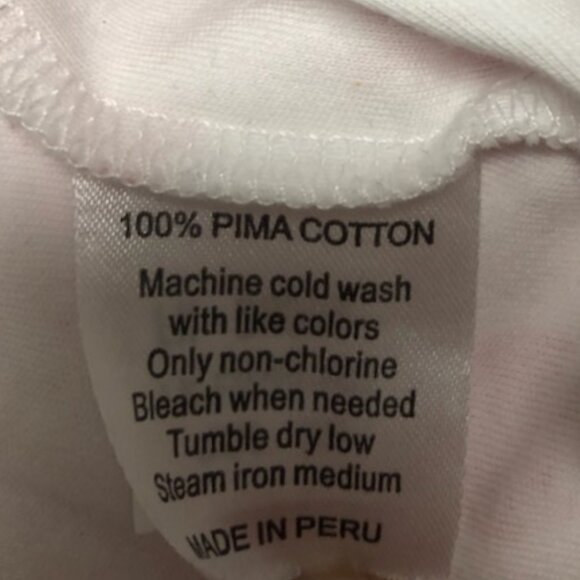 100% PIMA COTTON
Machine cold wash
with like colors
Only non-chlorine
Bleach when needed
Tumble dry low
Steam iron medium
MADE IN PERU